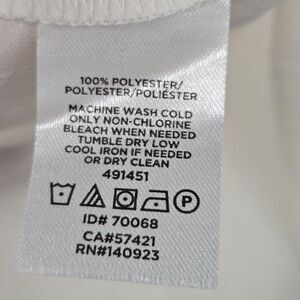 100% POLYESTER/
POLYESTER/POLIÉSTER
MACHINE WASH COLD
ONLY NON-CHLORINE
BLEACH WHEN NEEDED
TUMBLE DRY LOW
COOL IRON IF NEEDED
OR DRY CLEAN
491451
P
ID# 70068
CA#57421
RN#140923